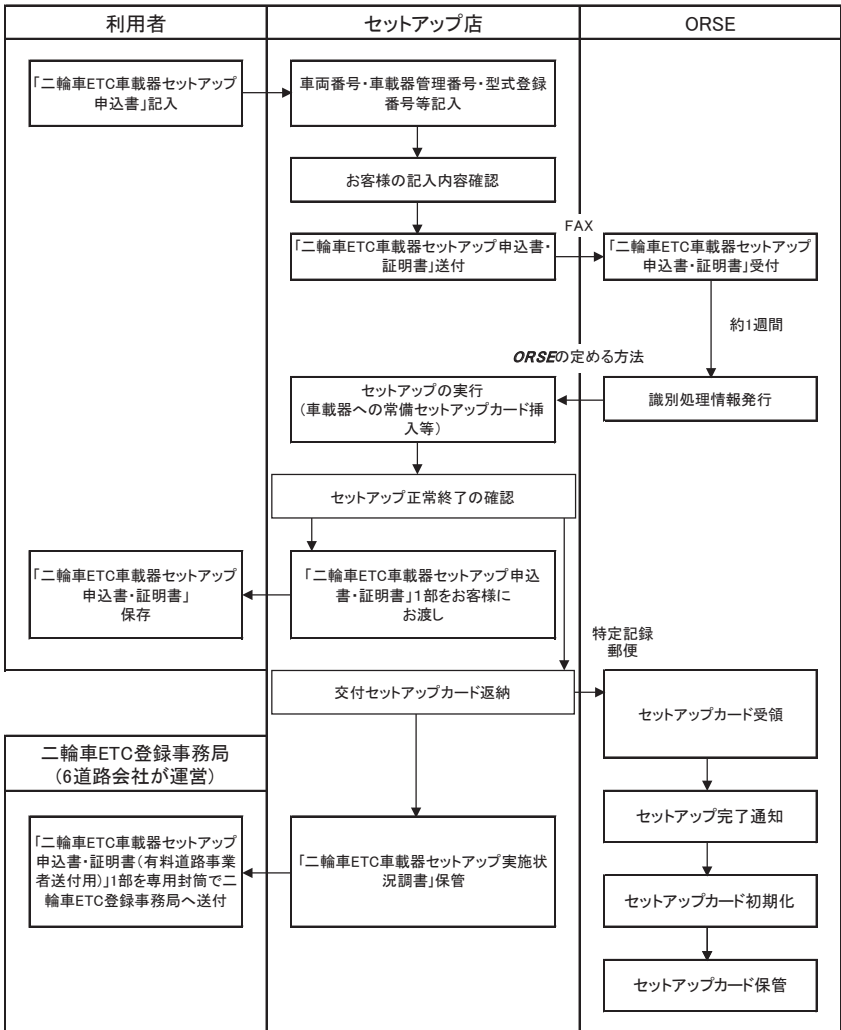 利用者
セットアップ店
ORSE
「二輪車ETC車載器セットアップ
申込書」記入
車両番号・車載器管理番号・型式登録
番号等記入
お客様の記入内容確認
「二輪車ETC車載器セットアップ申込書・
証明書」送付
FAX
「二輪車ETC車載器セットアップ
申込書・証明書」受付
約1週間
ORSEの定める方法
識別処理情報発行
セットアップの実行
(車載器への常備セットアップカード挿
入等)
セットアップ正常終了の確認
「二輪車ETC車載器セットアップ申込
書・証明書」1部をお客様に
お渡し
「二輪車ETC車載器セットアップ
申込書・証明書」
保存
交付セットアップカード返納
特定記録
郵便
セットアップカード受領
セットアップ完了通知
セットアップカード初期化
セットアップカード保管
「二輪車ETC車載器セットアップ実施状
況調書」保管
二輪車ETC登録事務局
(6道路会社が運営)
「二輪車ETC車載器セットアップ
申込書・証明書(有料道路事業
者送付用)」1部を専用封筒で二
輪車ETC登録事務局へ送付